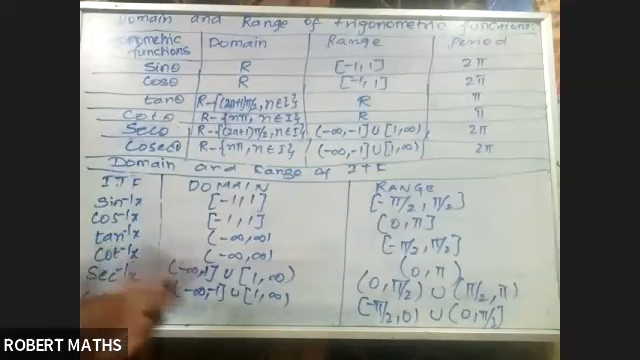 Domain and Range of trigonometric functions:
functions Domain Range Period
Sinθ R [-1,1] 2π
Cosθ R [-1,1] 2π
tanθ R-{(2n+1)π/2, n∈I} R π
Cotθ R-{nπ, n∈I} R π
Secθ R-{(2n+1)π/2, n∈I} (-∞,-1]∪[1,∞) 2π
Cosecθ R-{nπ, n∈I} (-∞,-1]∪[1,∞) 2π
Domain and Range of ITF
ITF DOMAIN RANGE
Sin⁻¹x [-1,1] [-π/2, π/2]
Cos⁻¹x [-1,1] (0,π]
tan⁻¹x (-∞,∞) [-π/2, π/2]
Cot⁻¹x (-∞,∞) (0,π)
Sec⁻¹x (-∞,-1] ∪ [1,∞) (0,π/2) ∪ (π/2,π)
(-∞,-1] ∪ [1,∞) [-π/2,0) ∪ (0,π/2]
ROBERT MATHS